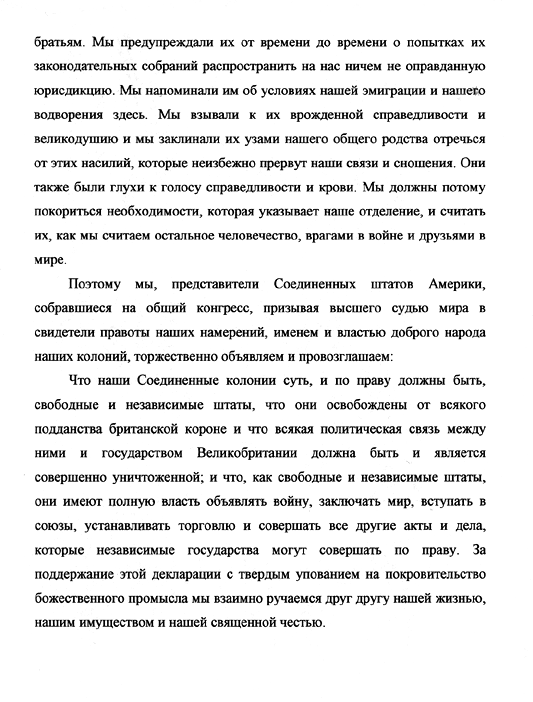 братьям. Мы предупреждали их от времени до времени о попытках их
законодательных собраний распространить на нас ничем не оправданную
юрисдикцию. Мы напоминали им об условиях нашей эмиграции и нашего
водворения здесь. Мы взывали к их врожденной справедливости и
великодушию и мы заклинали их узами нашего общего родства отречься
от этих насилий, которые неизбежно прервут наши связи и сношения. Они
также были глухи к голосу справедливости и крови. Мы должны потому
покориться необходимости, которая указывает наше отделение, и считать
их, как мы считаем остальное человечество, врагами в войне и друзьями в
мире.
Поэтому мы, представители Соединенных штатов Америки,
собравшиеся на общий конгресс, призывая высшего судью мира в
свидетели правоты наших намерений, именем и властью доброго народа
наших колоний, торжественно объявляем и провозглашаем:
Что наши Соединенные колонии суть, и по праву должны быть,
свободные и независимые штаты, что они освобождены от всякого
подданства британской короне и что всякая политическая связь между
ними и государством Великобритании должна быть и является
совершенно уничтоженной; и что, как свободные и независимые штаты,
они имеют полную власть объявлять войну, заключать мир, вступать в
союзы, устанавливать торговлю и совершать все другие акты и дела,
которые независимые государства могут совершать по праву. За
поддержание этой декларации с твердым упованием на покровительство
божественного промысла мы взаимно ручаемся друг другу нашей жизнью,
нашим имуществом и нашей священной честью.